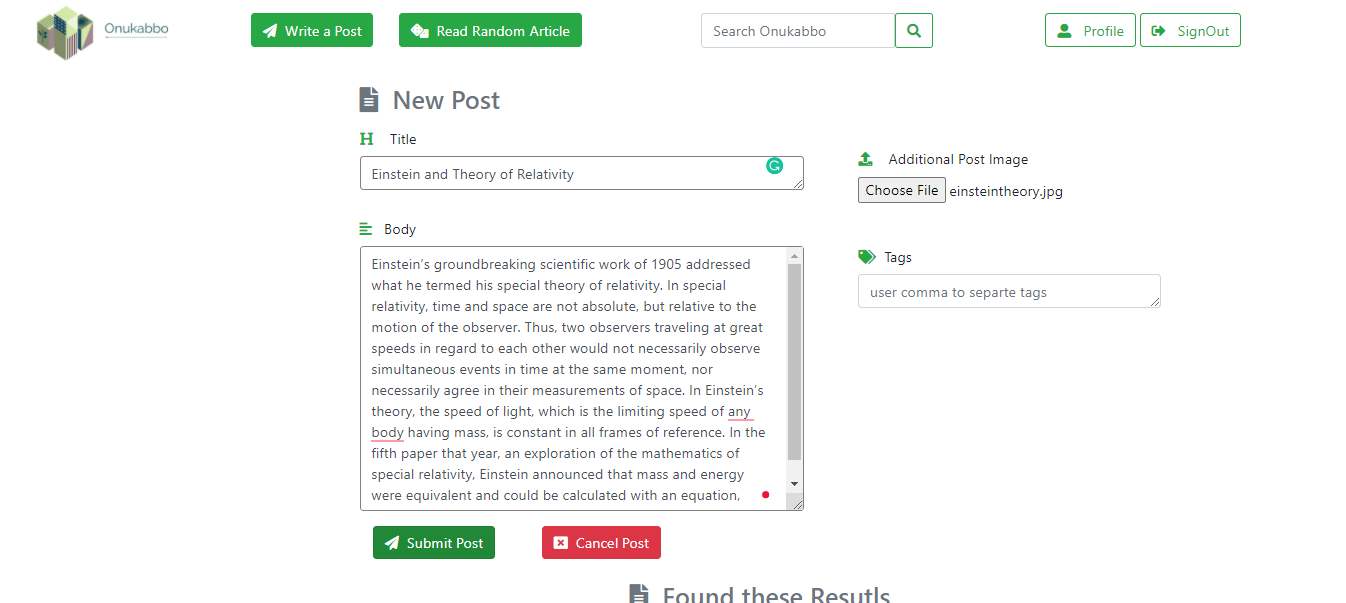 Onukabbo
Write a Post
Read Random Article
Search Onukabbo
Profile
SignOut
New Post
Title
Einstein and Theory of Relativity
Additional Post Image
Choose File einsteintheory.jpg
Body
Einstein’s groundbreaking scientific work of 1905 addressed
what he termed his special theory of relativity. In special
relativity, time and space are not absolute, but relative to the
motion of the observer. Thus, two observers traveling at great
speeds in regard to each other would not necessarily observe
simultaneous events in time at the same moment, nor
necessarily agree in their measurements of space. In Einstein’s
theory, the speed of light, which is the limiting speed of any
body having mass, is constant in all frames of reference. In the
fifth paper that year, an exploration of the mathematics of
special relativity, Einstein announced that mass and energy
were equivalent and could be calculated with an equation,
Tags
user comma to separte tags
Submit Post
Cancel Post
Found these Resutls